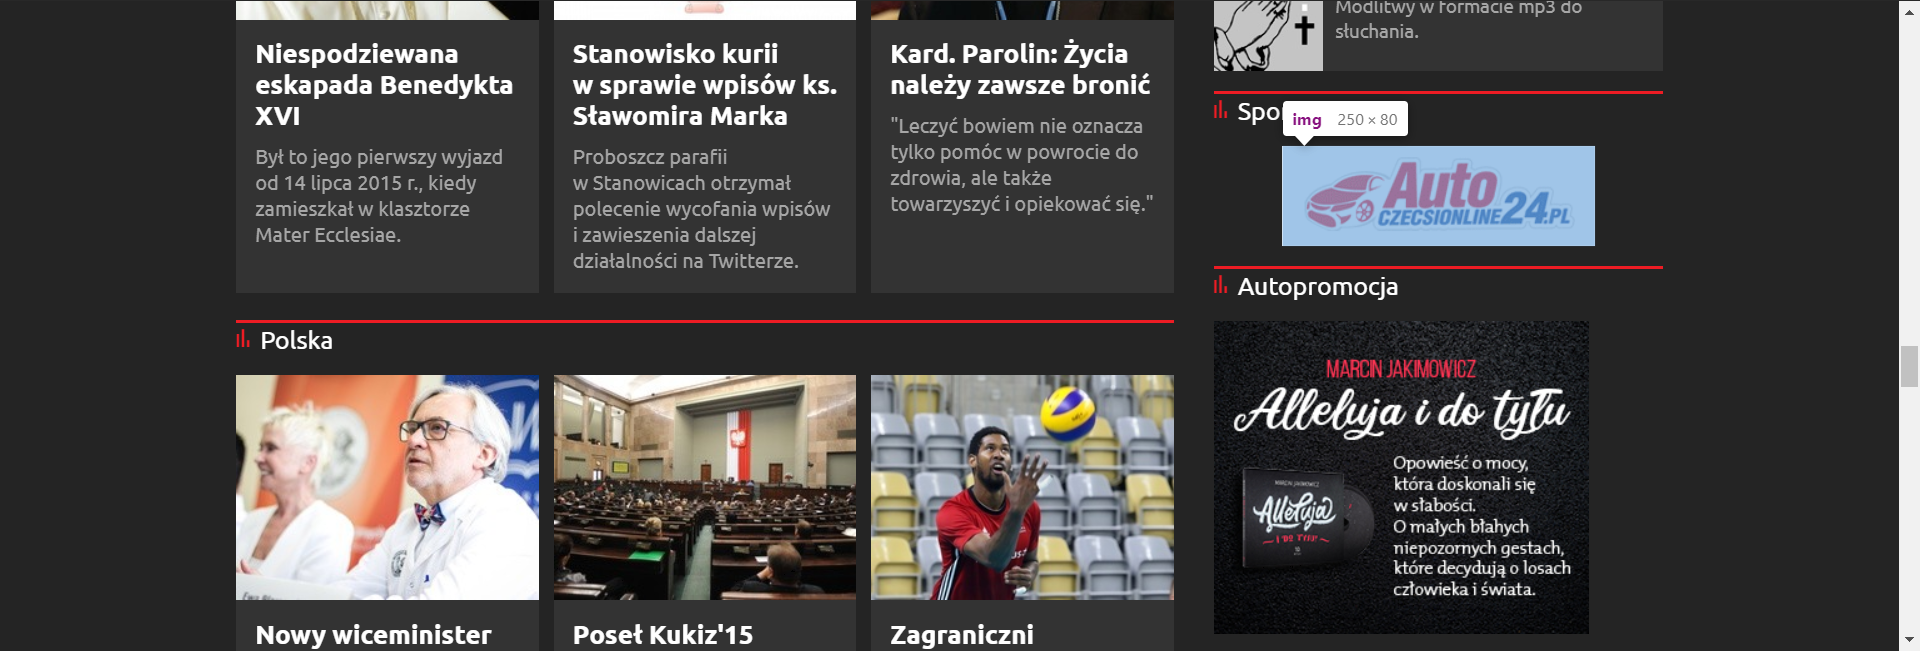 Niespodziewana
eskapada Benedykta
XVI
Był to jego pierwszy wyjazd
od 14 lipca 2015 r., kiedy
zamieszkał w klasztorze
Mater Ecclesiae.
Stanowisko kurii
w sprawie wpisów ks.
Sławomira Marka
Proboszcz parafii
w Stanowicach otrzymał
polecenie wycofania wpisów
i zawieszenia dalszej
działalności na Twitterze.
Kard. Parolin: Życia
należy zawsze bronić
"Leczyć bowiem nie oznacza
tylko pomóc w powrocie do
zdrowia, ale także
towarzyszyć i opiekować się."
Polska
Nowy wiceminister
Poseł Kukiz'15
Zagraniczni
Modlitwy w formacie mp3 do
słuchania.
Spo
img 250 × 80
Auto
CZECSIONLINE24.PL
Autopromocja
MARCIN JAKIMOWICZ
Alleluja i do tyłu
MARCIN JAKIMOWICZ
Alleluja
I DO TYŁU
Opowieść o mocy,
która doskonali się
w słabości.
O małych błahych
niepozornych gestach,
które decydują o losach
człowieka i świata.